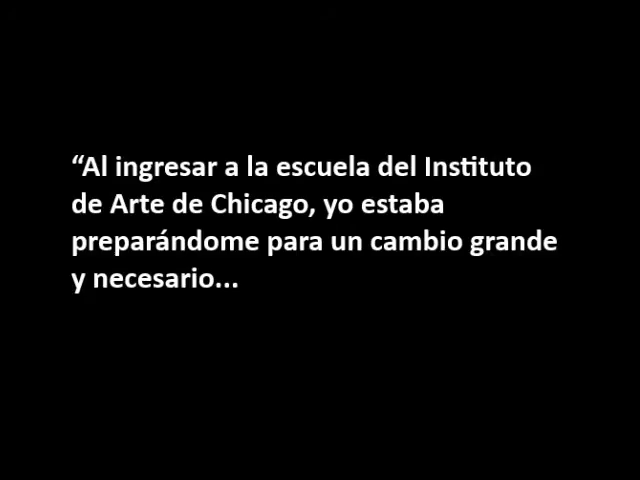 “Al ingresar a la escuela del Instituto
de Arte de Chicago, yo estaba
preparándome para un cambio grande
y necesario...